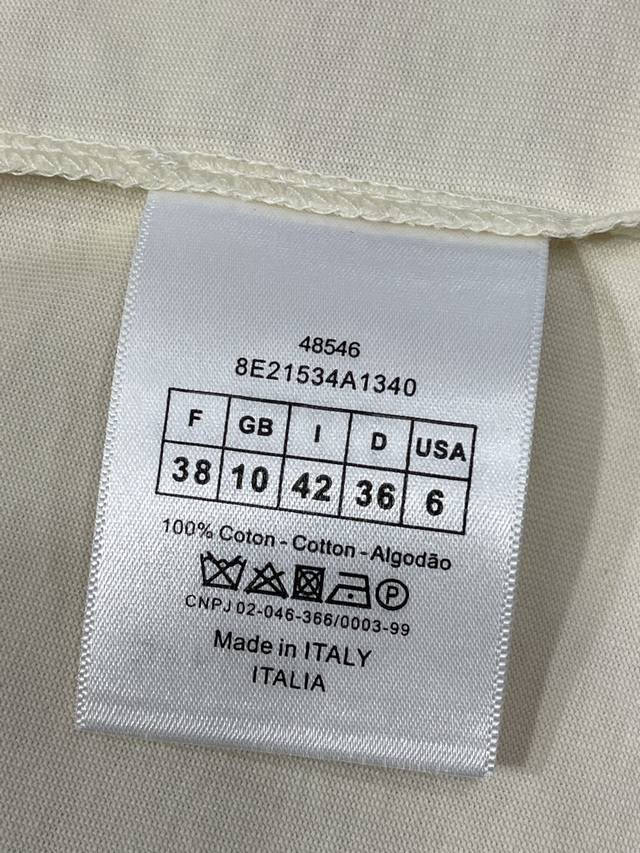 48546
8E21534A1340
F GB I D USA
38 10 42 36 6
100% Coton - Cotton - Algodão
P
CNPJ 02-046-366/0003-99
Made in ITALY
ITALIA